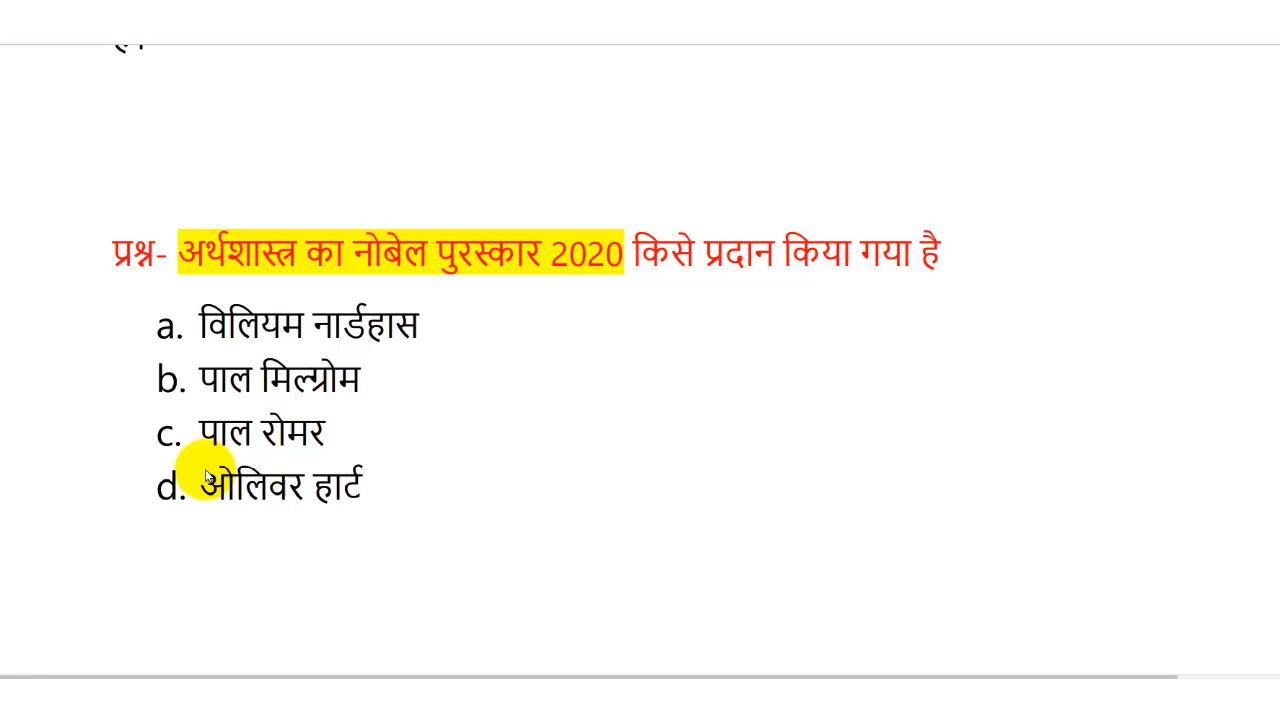 प्रश्न- अर्थशास्त्र का नोबेल पुरस्कार 2020 किसे प्रदान किया गया है
a. विलियम नार्डहास
b. पाल मिल्ग्रोम
c. पाल रोमर
d. ओलिवर हार्ट